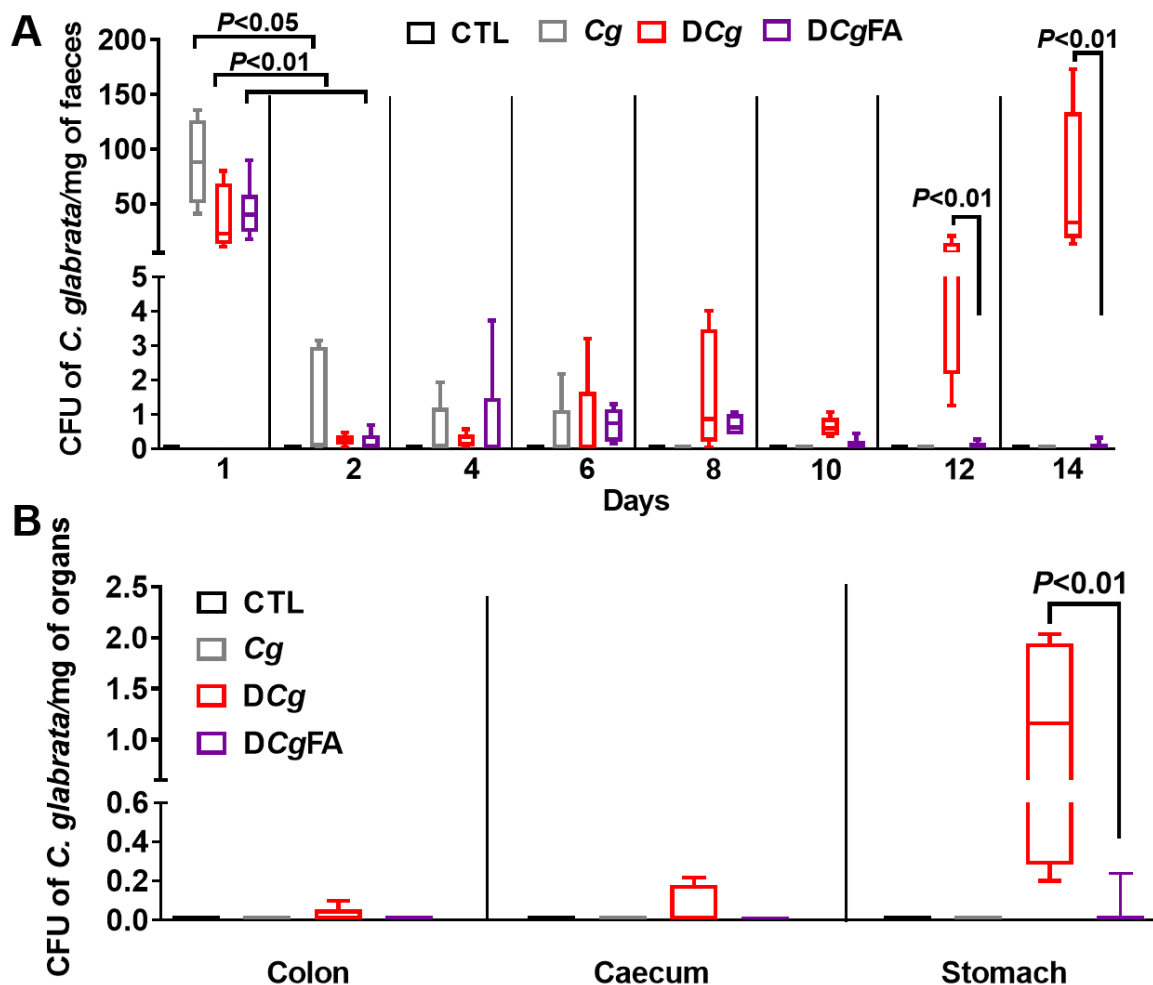 A
CFU of C. glabrata/mg of faeces
CTL Cg DCg DCgFA
P<0.05
P<0.01
P<0.01
P<0.01
200
150
100
50
5
4
3
2
1
0
1 2 4 6 8 10 12 14
Days
B
CFU of C. glabrata/mg of organs
CTL
Cg
DCg
DCgFA
P<0.01
2.5
2.0
1.5
1.0
0.6
0.4
0.2
0.0
Colon Caecum Stomach